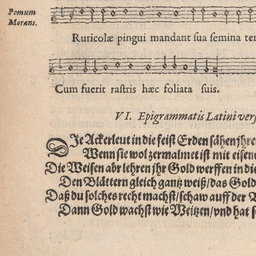 Pomum
Morans.
Ruticolæ pingui mandant sua semina ter
Cum fuerit rastris hæc foliata suis.
VI. Epigrammatis Latini verſ
DJe Ackerleut in die feiſt Erden ſähen jhre
Wenn ſie wol zermalmet iſt mit eiſen
Die Weiſen abr lehren jhr Gold werffen in di
Den Blättern gleich gantz weiß / das Gold
Daß du ſolches recht machſt / ſchaw auff der
Dann Gold wachſt wie Weitzen / vnd hat ſ